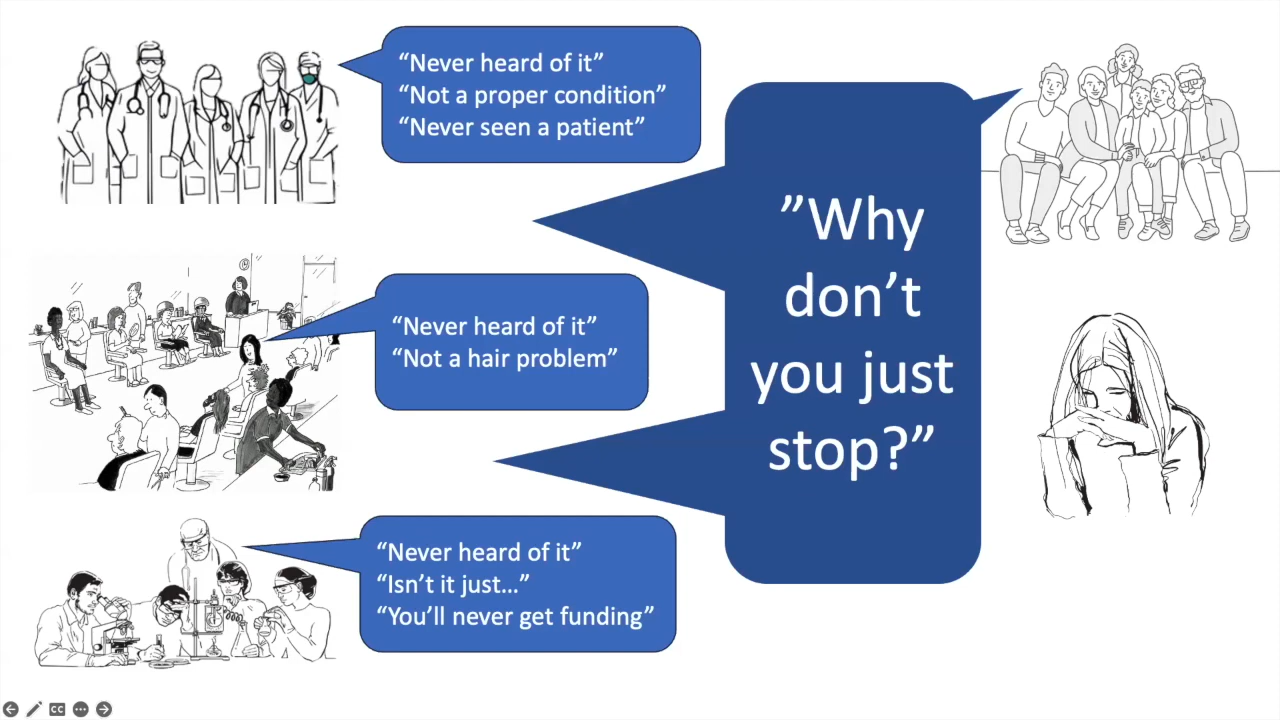 “Never heard of it”
“Not a proper condition”
“Never seen a patient”
”Why
don’t
you just
stop?”
“Never heard of it”
“Not a hair problem”
“Never heard of it”
“Isn’t it just...”
“You’ll never get funding”
CC